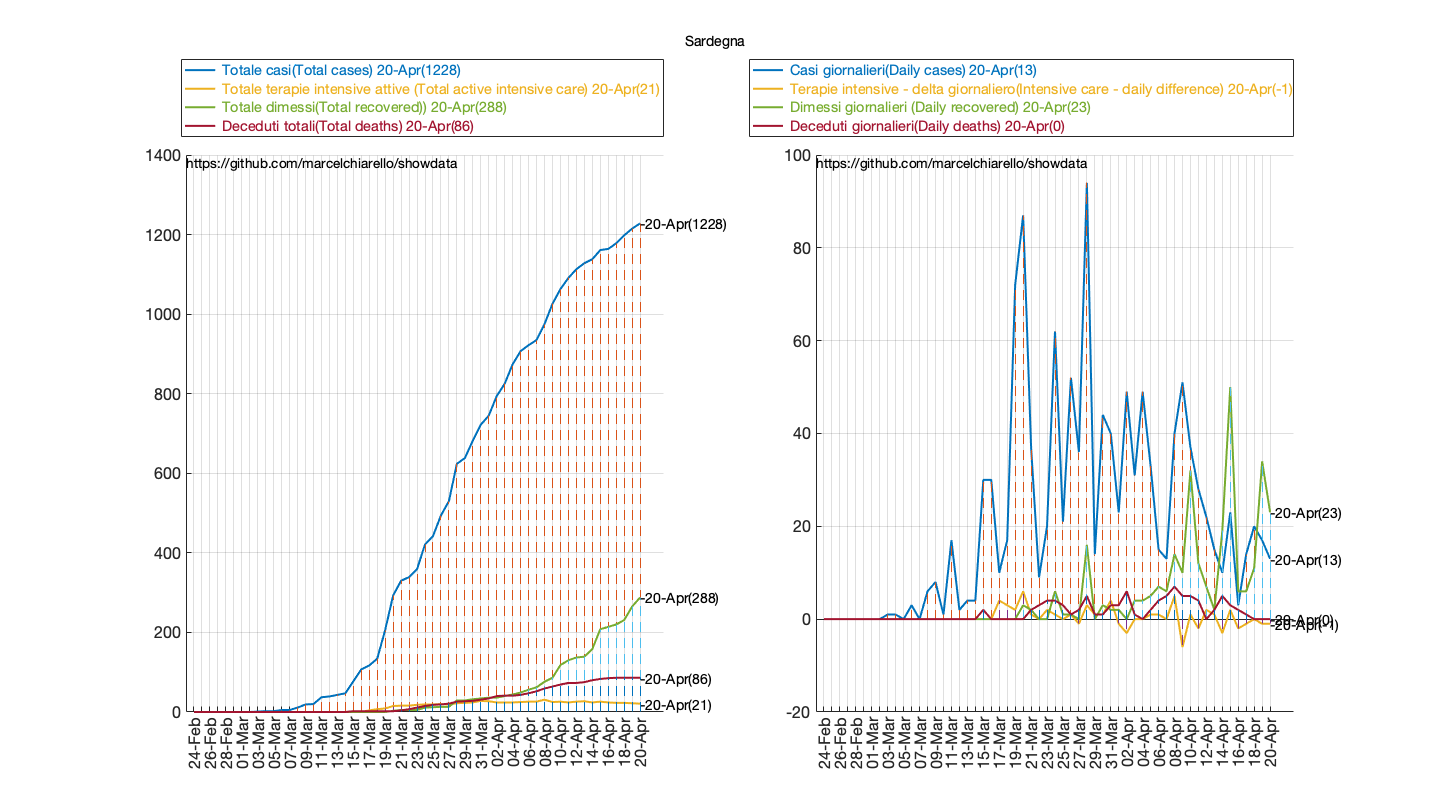 Sardegna
Totale casi(Total cases) 20-Apr(1228)
Totale terapie intensive attive (Total active intensive care) 20-Apr(21)
Totale dimessi(Total recovered)) 20-Apr(288)
Deceduti totali(Total deaths) 20-Apr(86)
https://github.com/marcelchiarello/showdata
1400
1200
1000
800
600
400
200
0
-20-Apr(1228)
-20-Apr(288)
-20-Apr(86)
-20-Apr(21)
24-Feb
26-Feb
28-Feb
01-Mar
03-Mar
05-Mar
07-Mar
09-Mar
11-Mar
13-Mar
15-Mar
17-Mar
19-Mar
21-Mar
23-Mar
25-Mar
27-Mar
29-Mar
31-Mar
02-Apr
04-Apr
06-Apr
08-Apr
10-Apr
12-Apr
14-Apr
16-Apr
18-Apr
20-Apr
Casi giornalieri(Daily cases) 20-Apr(13)
Terapie intensive - delta giornaliero(Intensive care - daily difference) 20-Apr(-1)
Dimessi giornalieri (Daily recovered) 20-Apr(23)
Deceduti giornalieri(Daily deaths) 20-Apr(0)
https://github.com/marcelchiarello/showdata
100
80
60
40
20
0
-20
-20-Apr(23)
-20-Apr(13)
-20-Apr(0)
-20-Apr(-1)
24-Feb
26-Feb
28-Feb
01-Mar
03-Mar
05-Mar
07-Mar
09-Mar
11-Mar
13-Mar
15-Mar
17-Mar
19-Mar
21-Mar
23-Mar
25-Mar
27-Mar
29-Mar
31-Mar
02-Apr
04-Apr
06-Apr
08-Apr
10-Apr
12-Apr
14-Apr
16-Apr
18-Apr
20-Apr